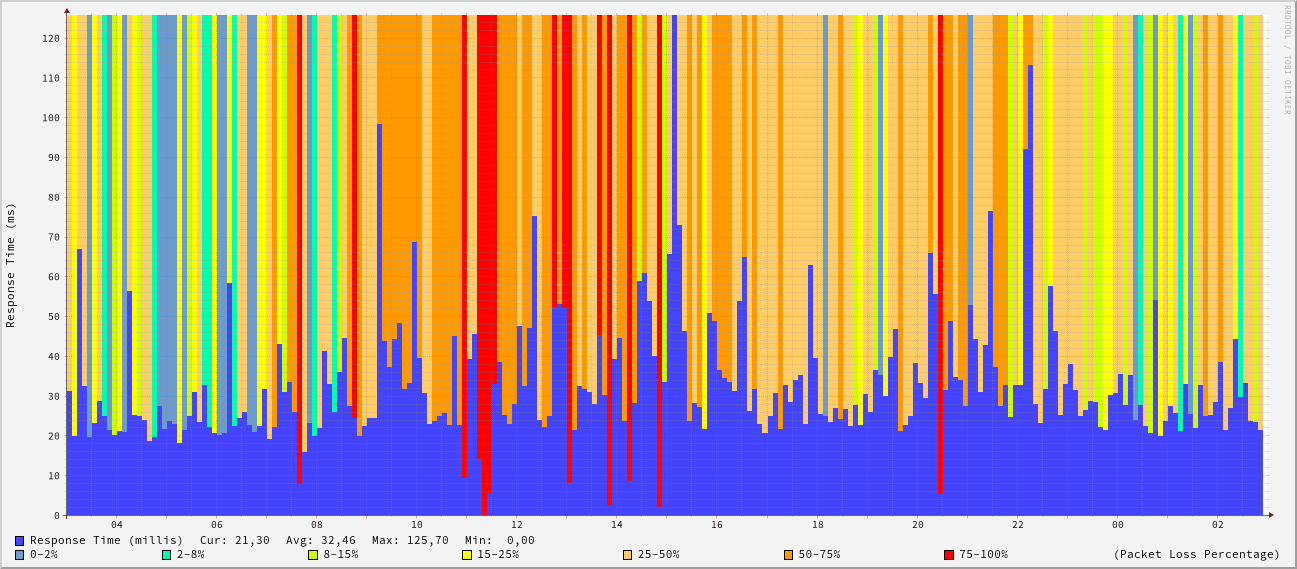 RRDTOOL / TOBI OETIKER
Response Time (ms)
120
110
100
90
80
70
60
50
40
30
20
10
0
04 06 08 10 12 14 16 18 20 22 00 02
Response Time (millis) Cur: 21,30 Avg: 32,46 Max: 125,70 Min: 0,00
0-2% 2-8% 8-15% 15-25% 25-50% 50-75% 75-100% (Packet Loss Percentage)